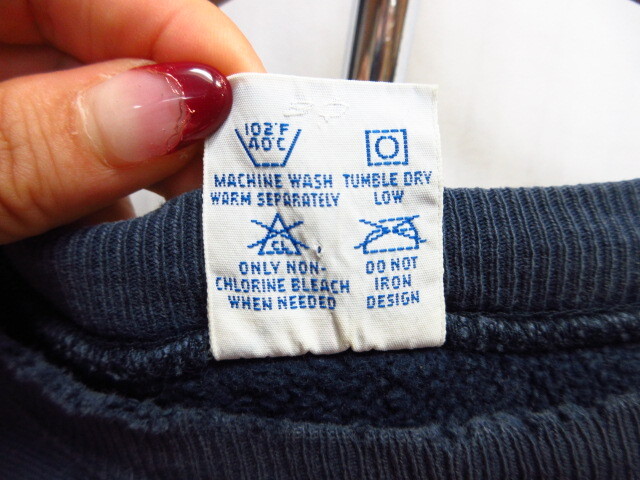 102°F
40°C
MACHINE WASH
WARM SEPARATELY
TUMBLE DRY
LOW
CL
ONLY NON-
CHLORINE BLEACH
WHEN NEEDED
DO NOT
IRON
DESIGN